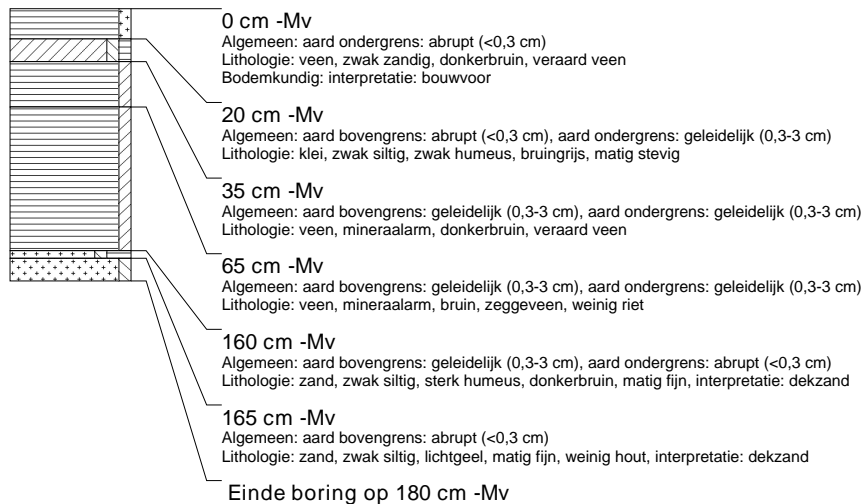 0 cm -Mv
Algemeen: aard ondergrens: abrupt (<0,3 cm)
Lithologie: veen, zwak zandig, donkerbruin, veraard veen
Bodemkundig: interpretatie: bouwvoor
20 cm -Mv
Algemeen: aard bovengrens: abrupt (<0,3 cm), aard ondergrens: geleidelijk (0,3-3 cm)
Lithologie: klei, zwak siltig, zwak humeus, bruingrijs, matig stevig
35 cm -Mv
Algemeen: aard bovengrens: geleidelijk (0,3-3 cm), aard ondergrens: geleidelijk (0,3-3 cm)
Lithologie: veen, mineraalarm, donkerbruin, veraard veen
65 cm -Mv
Algemeen: aard bovengrens: geleidelijk (0,3-3 cm), aard ondergrens: geleidelijk (0,3-3 cm)
Lithologie: veen, mineraalarm, bruin, zeggeveen, weinig riet
160 cm -Mv
Algemeen: aard bovengrens: geleidelijk (0,3-3 cm), aard ondergrens: abrupt (<0,3 cm)
Lithologie: zand, zwak siltig, sterk humeus, donkerbruin, matig fijn, interpretatie: dekzand
165 cm -Mv
Algemeen: aard bovengrens: abrupt (<0,3 cm)
Lithologie: zand, zwak siltig, lichtgeel, matig fijn, weinig hout, interpretatie: dekzand
Einde boring op 180 cm -Mv